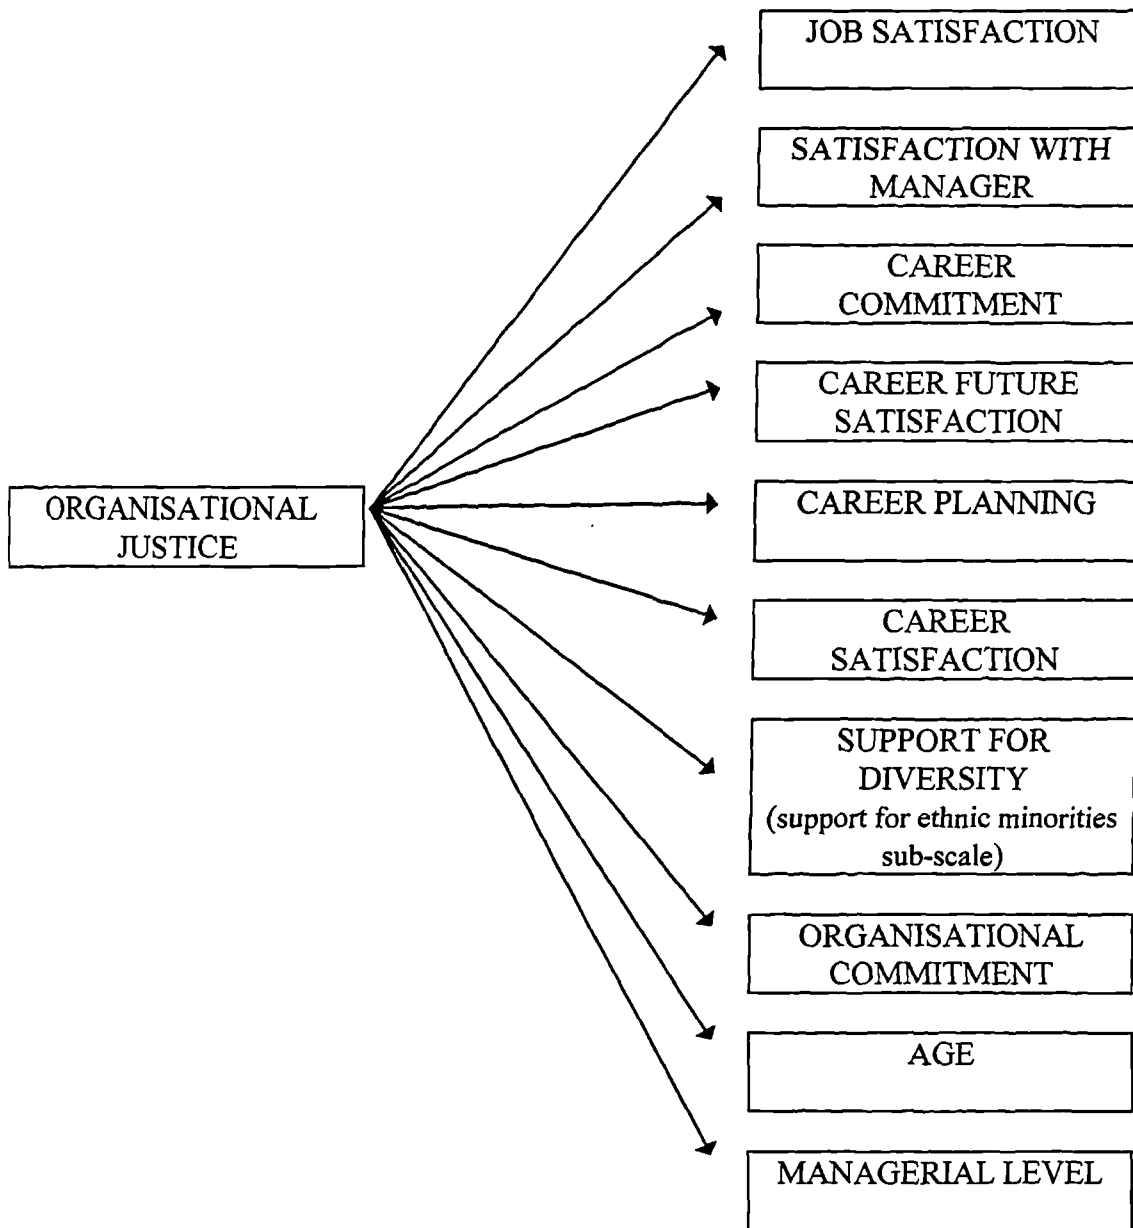 JOB SATISFACTION
SATISFACTION WITH
MANAGER
CAREER
COMMITMENT
CAREER FUTURE
SATISFACTION
ORGANISATIONAL
JUSTICE
CAREER PLANNING
CAREER
SATISFACTION
SUPPORT FOR
DIVERSITY
(support for ethnic minorities
sub-scale)
ORGANISATIONAL
COMMITMENT
AGE
MANAGERIAL LEVEL